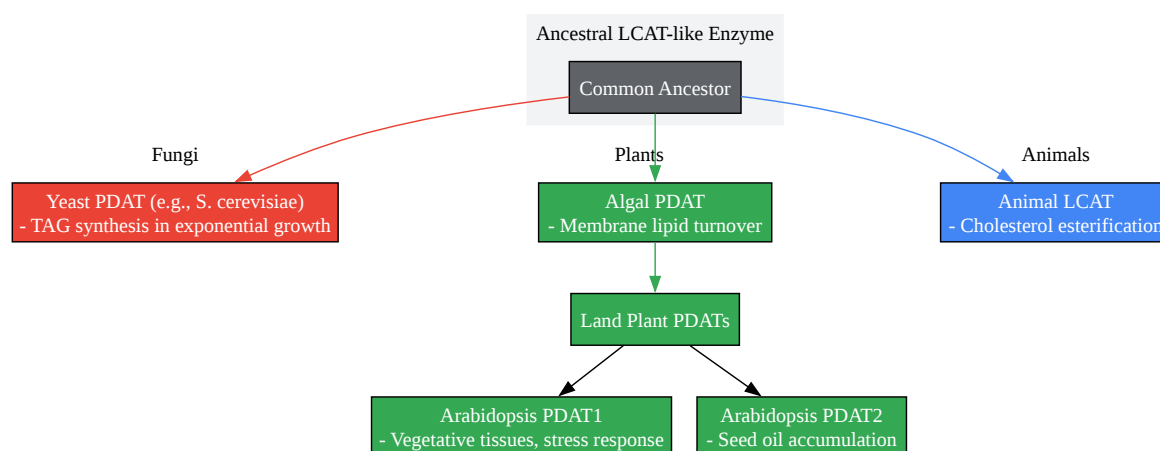 Ancestral LCAT-like Enzyme
Common Ancestor
Fungi
Plants
Animals
Yeast PDAT (e.g., S. cerevisiae)
- TAG synthesis in exponential growth
Algal PDAT
- Membrane lipid turnover
Animal LCAT
- Cholesterol esterification
Land Plant PDATs
Arabidopsis PDAT1
- Vegetative tissues, stress response
Arabidopsis PDAT2
- Seed oil accumulation